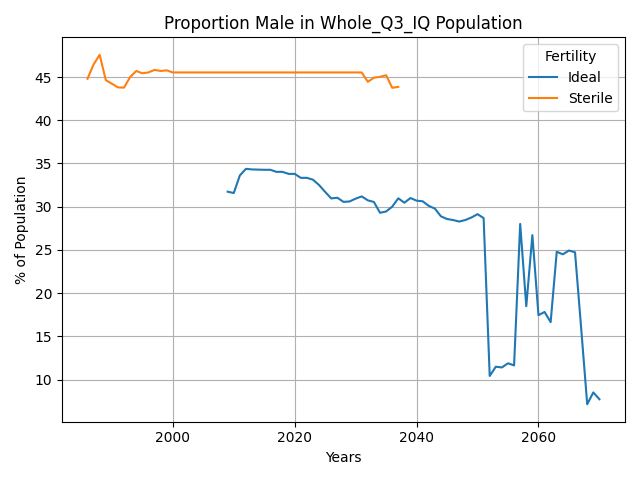 Proportion Male in Whole_Q3_IQ Population
Fertility
Ideal
Sterile
% of Population
45
40
35
30
25
20
15
10
2000
2020
2040
2060
Years